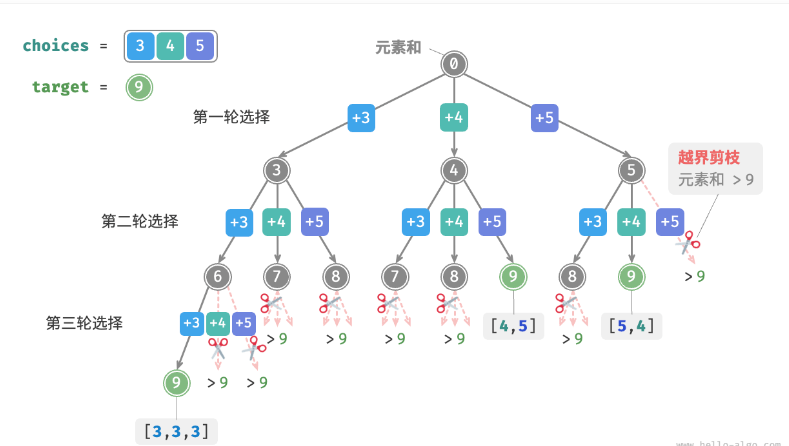 choices = 3 4 5
元素和
0
target = 9
第一轮选择
+3 +4 +5
越界剪枝
元素和 > 9
3 4 5
第二轮选择
+3 +4 +5 +3 +4 +5 +3 +4 +5
6 7 8 7 8 9 8 9 > 9
第三轮选择
+3 +4 +5
[4,5] [5,4]
> 9 > 9 > 9 > 9 > 9
9 > 9 > 9
[3,3,3]
www.hello-algo.com